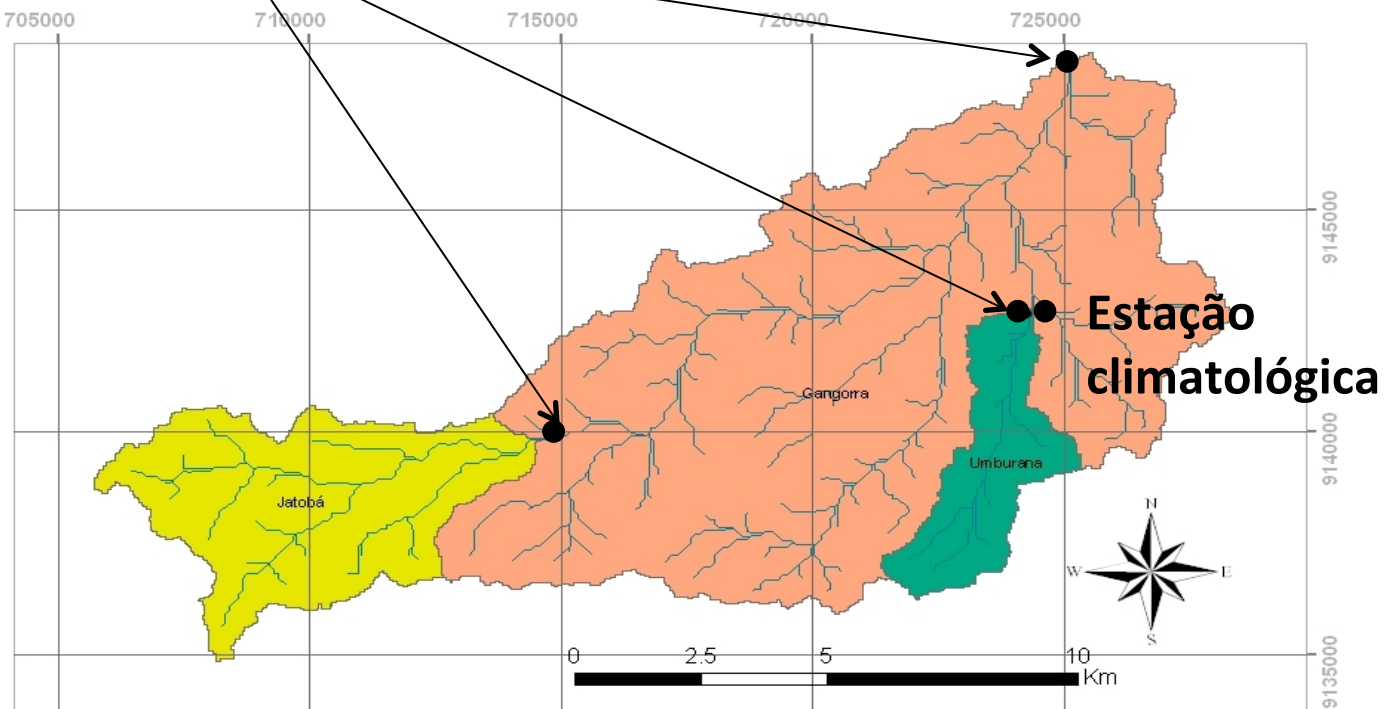 705000 710000 715000 720000 725000
9145000
Estação
climatológica
Gangorra
9140000
Umburana
Jatobá
N
W E
S
0 2.5 5 10
Km
9135000